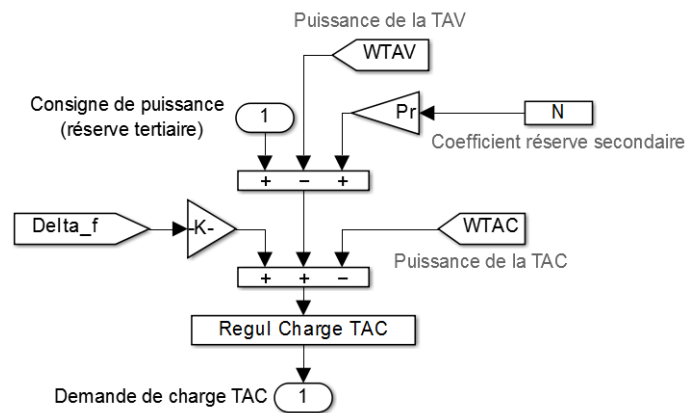 Puissance de la TAV
WTAV
Consigne de puissance
(réserve tertiaire)
1
Pr
N
Coefficient réserve secondaire
+ − +
Delta_f
-K-
WTAC
Puissance de la TAC
+ + −
Regul Charge TAC
Demande de charge TAC
1